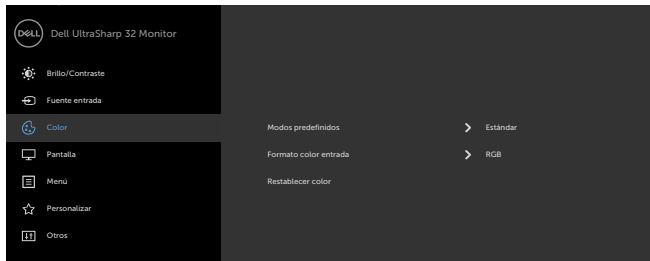 DELL Dell UltraSharp 32 Monitor
Brillo/Contraste
Fuente entrada
Color
Modos predefinidos Estándar
Pantalla
Formato color entrada RGB
Menú
Restablecer color
Personalizar
Otros